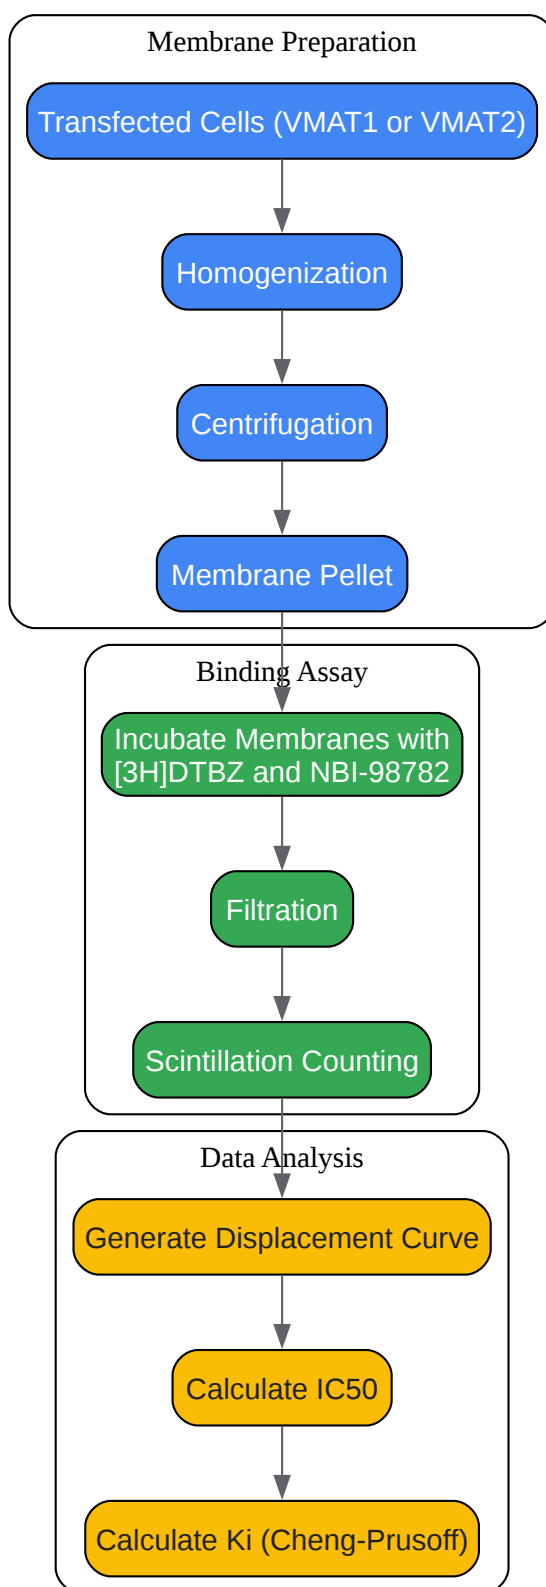 Membrane Preparation
Transfected Cells (VMAT1 or VMAT2)
Homogenization
Centrifugation
Membrane Pellet
Binding Assay
Incubate Membranes with
[3H]DTBZ and NBI-98782
Filtration
Scintillation Counting
Data Analysis
Generate Displacement Curve
Calculate IC50
Calculate Ki (Cheng-Prusoff)